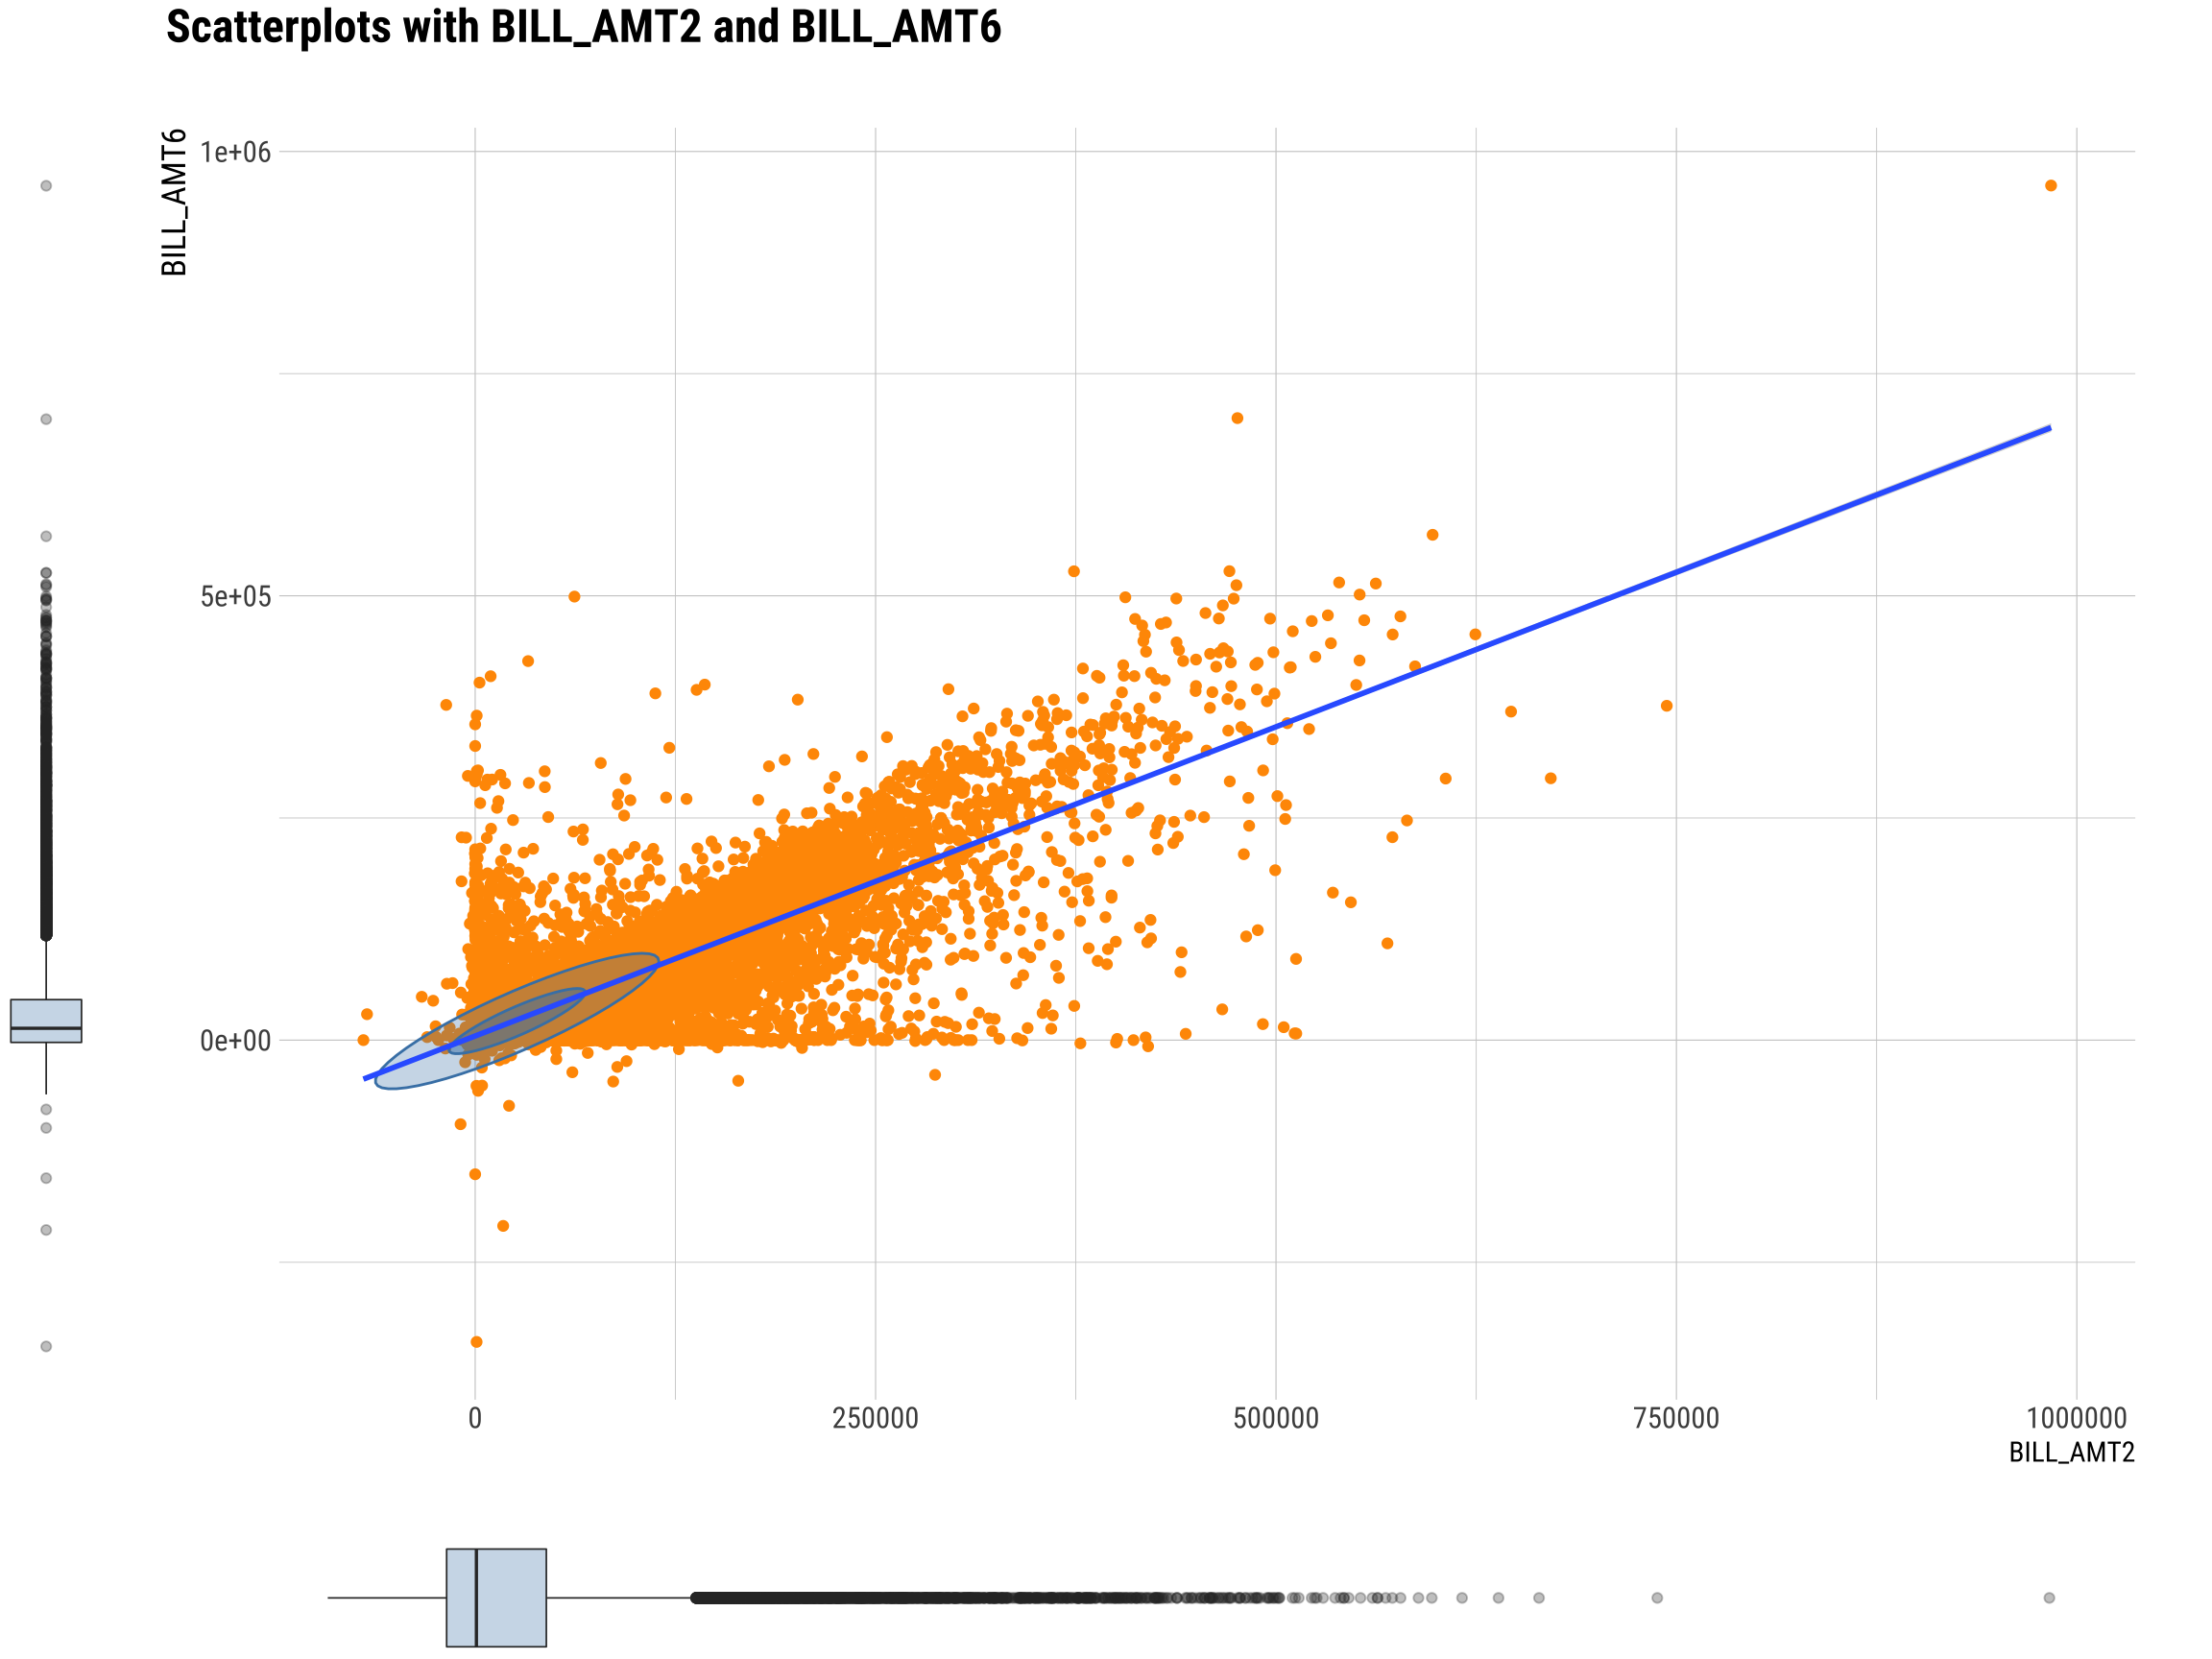 Scatterplots with BILL_AMT2 and BILL_AMT6
BILL_AMT6
1e+06
5e+05
0e+00
0 250000 500000 750000 1000000
BILL_AMT2